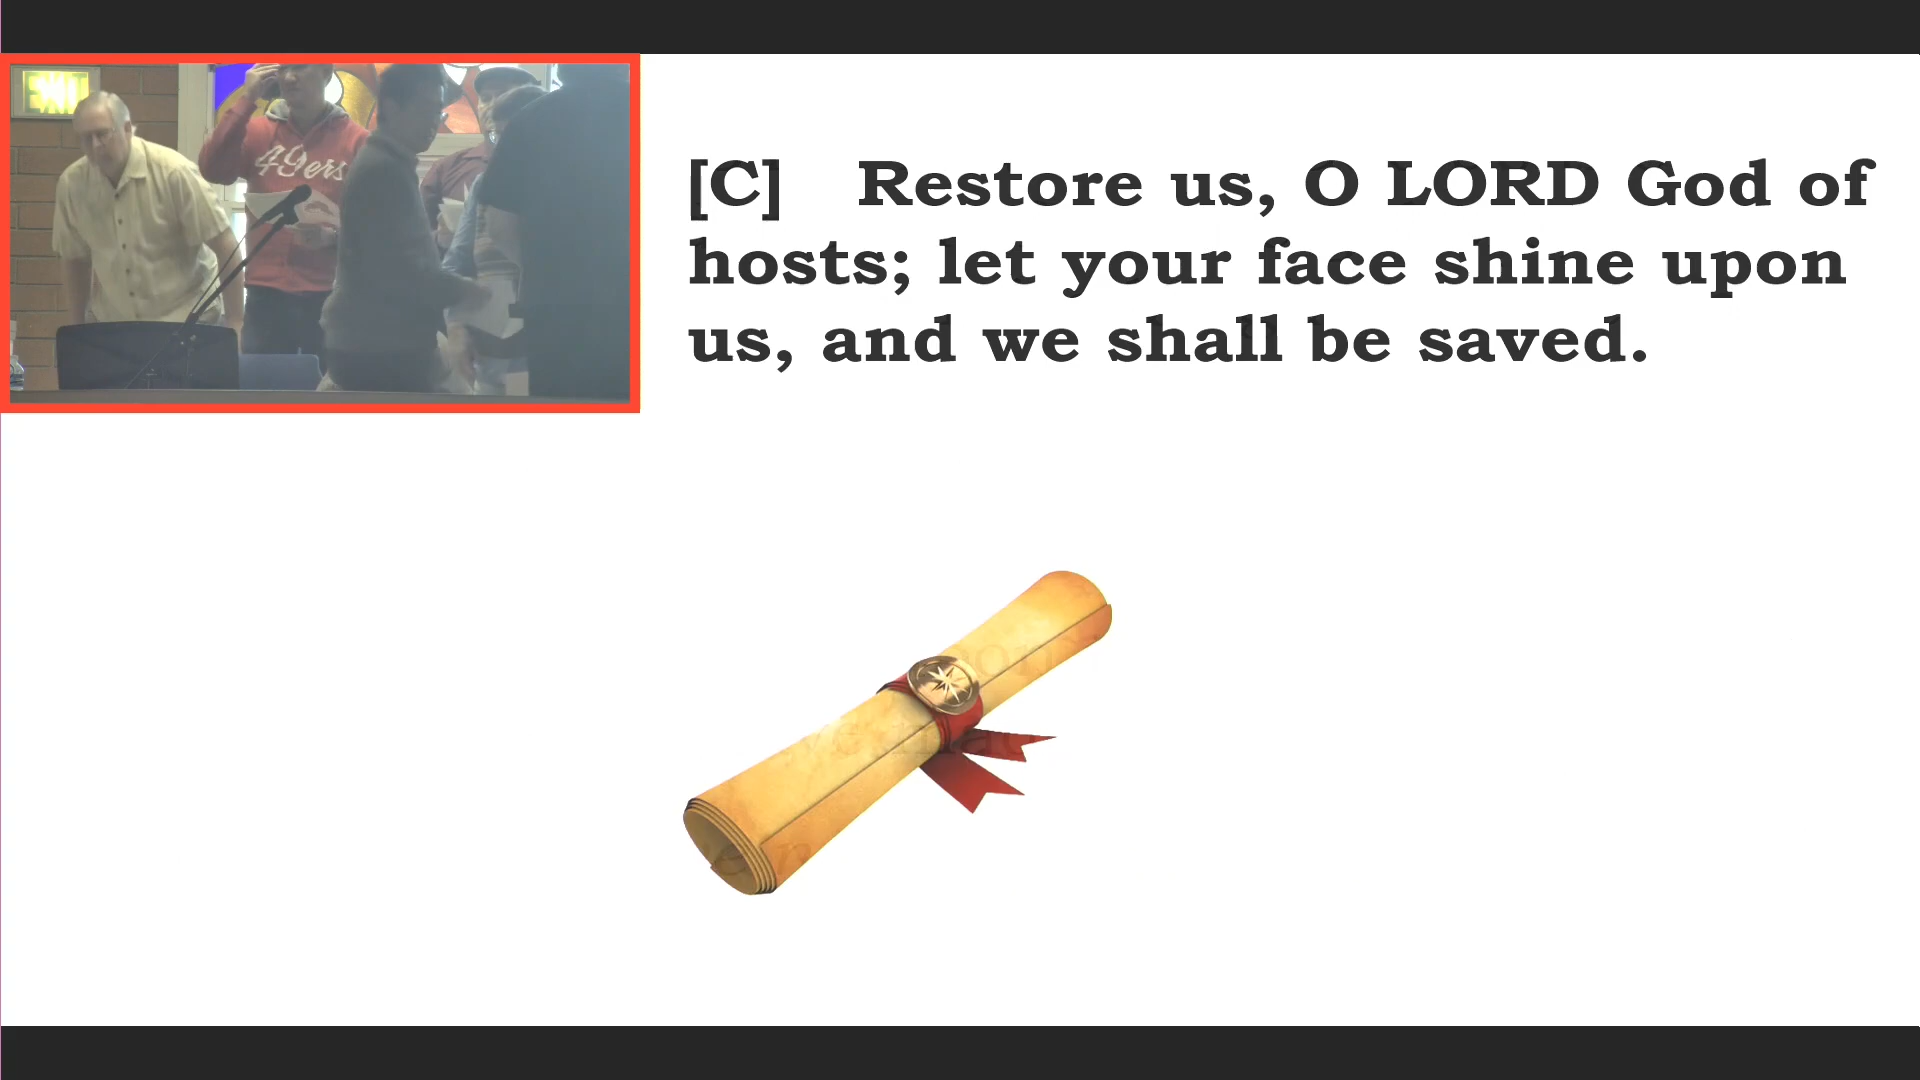 EXIT
49ers
[C] Restore us, O LORD God of
hosts; let your face shine upon
us, and we shall be saved.